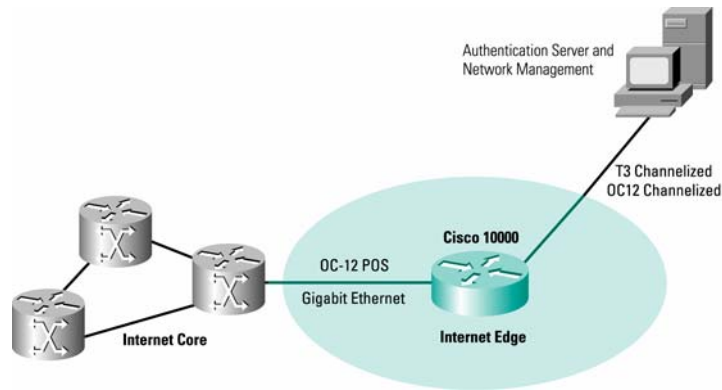 Authentication Server and
Network Management
T3 Channelized
OC12 Channelized
Cisco 10000
OC-12 POS
Gigabit Ethernet
Internet Core
Internet Edge